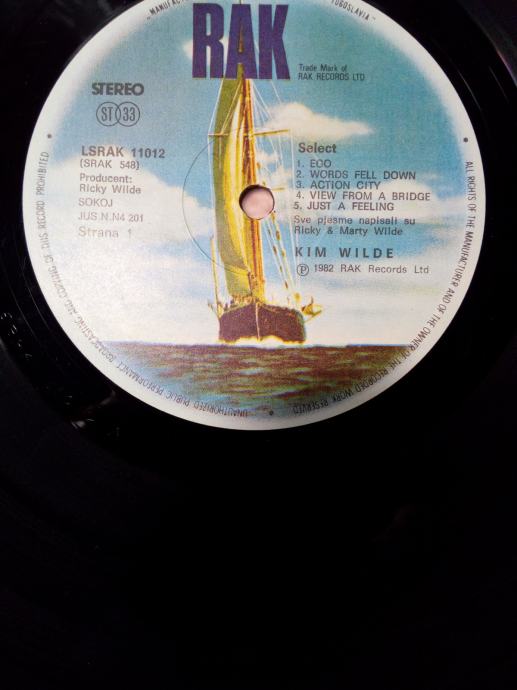 "MANUFACT
YUGOSLAVIA"
RAK
Trade Mark of
RAK RECORDS LTD
STEREO
ST 33
LSRAK 11012
(SRAK 548)
Producent:
Ricky Wilde
SOKOJ
JUS.N.N4 201
Strana 1
Select
1. ECO
2. WORDS FELL DOWN
3. ACTION CITY
4. VIEW FROM A BRIDGE
5. JUST A FEELING
Sve pjesme napisali su
Ricky & Marty Wilde
KIM WILDE
Ⓟ 1982 RAK Records Ltd
ALL RIGHTS OF THE MANUFACTURER AND OF THE OWNER OF THE RECORDED WORK RESERVED
UNAUTHORIZED PUBLIC PERFORMANCE BROADCASTING AND COPYING OF THIS RECORD PROHIBITED